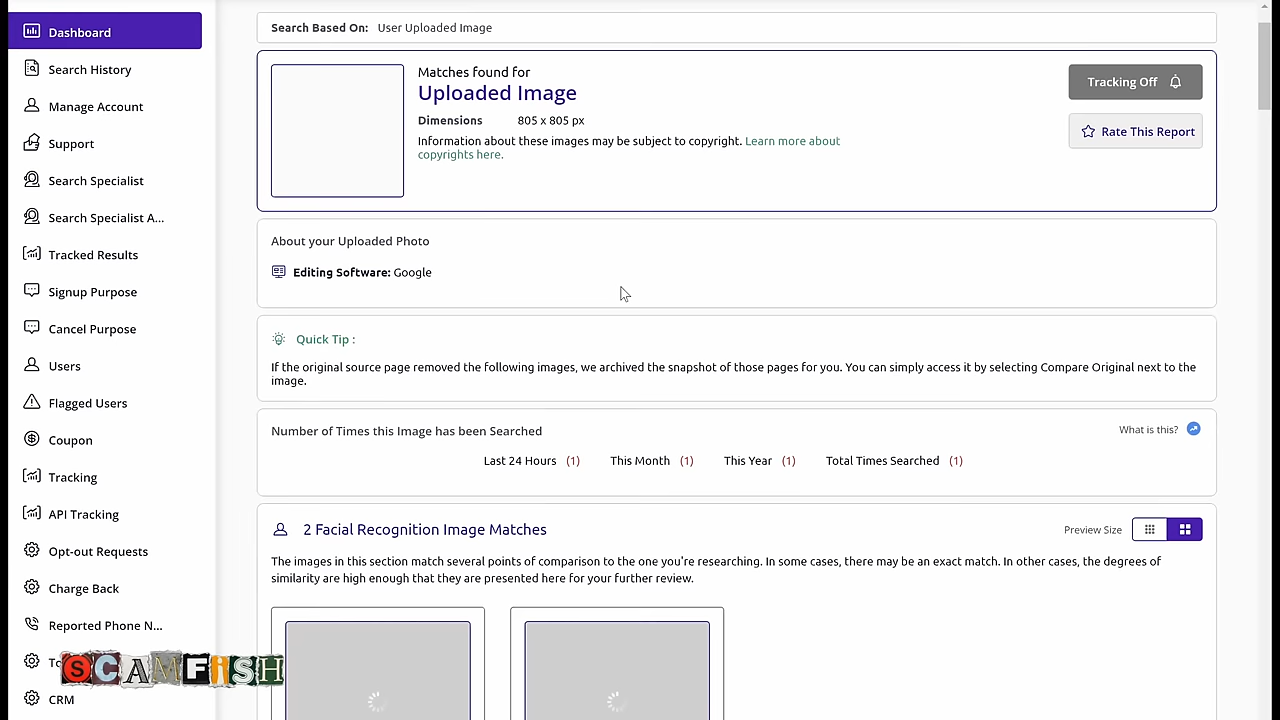 Dashboard
Search History
Manage Account
Support
Search Specialist
Search Specialist A...
Tracked Results
Signup Purpose
Cancel Purpose
Users
Flagged Users
Coupon
Tracking
API Tracking
Opt-out Requests
Charge Back
Reported Phone N...
CRM
SCAMFiSH
Search Based On: User Uploaded Image
Matches found for
Uploaded Image
Dimensions 805 x 805 px
Information about these images may be subject to copyright. Learn more about
copyrights here.
Tracking Off
Rate This Report
About your Uploaded Photo
Editing Software: Google
Quick Tip :
If the original source page removed the following images, we archived the snapshot of those pages for you. You can simply access it by selecting Compare Original next to the
image.
Number of Times this Image has been Searched
What is this?
Last 24 Hours (1) This Month (1) This Year (1) Total Times Searched (1)
2 Facial Recognition Image Matches
Preview Size
The images in this section match several points of comparison to the one you're researching. In some cases, there may be an exact match. In other cases, the degrees of
similarity are high enough that they are presented here for your further review.